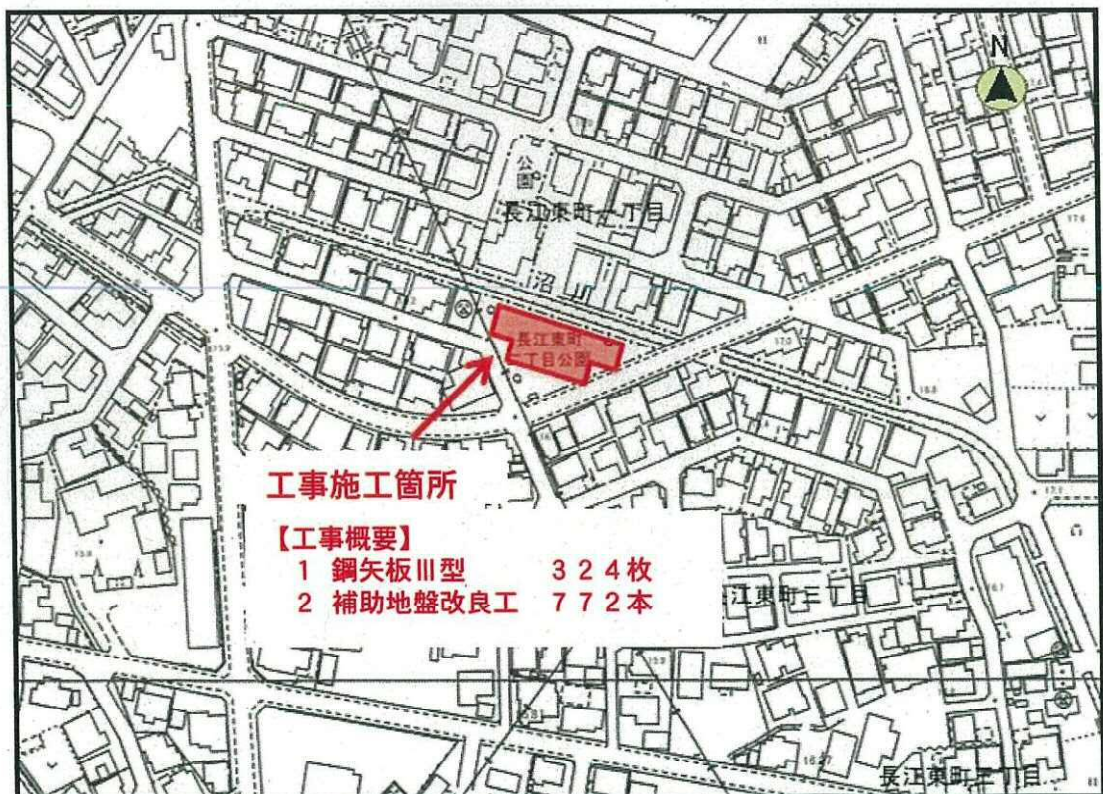 N
公園
長江東町二丁目
沼川
長江東町
二丁目公園
工事施工箇所
【工事概要】
1 鋼矢板Ⅲ型 324枚
2 補助地盤改良工 772本
江東町三丁目
長江東町三丁目